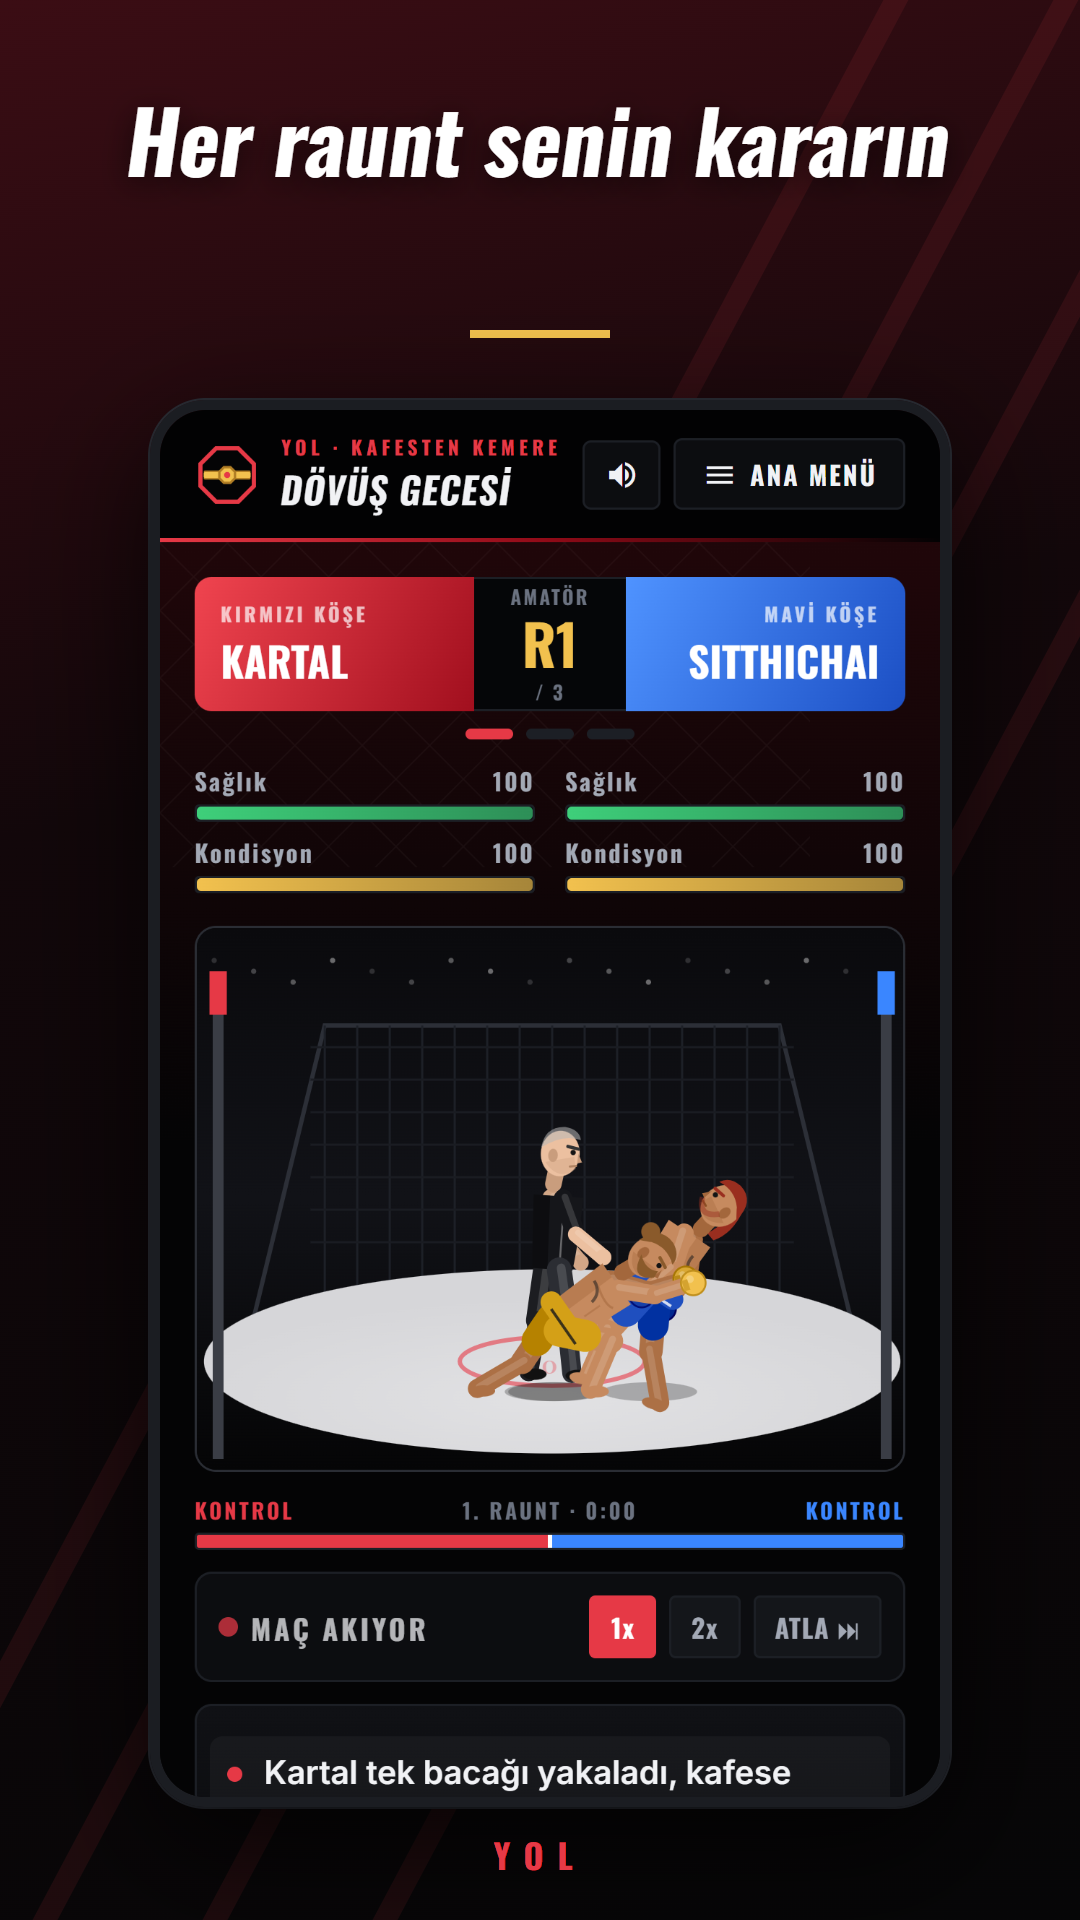 Her raunt senin kararın
YOL · KAFESTEN KEMERE
DÖVÜŞ GECESİ
ANA MENÜ
KIRMIZI KÖŞE
KARTAL
AMATÖR
R1
/ 3
MAVİ KÖŞE
SITTHICHAI
Sağlık 100
Sağlık 100
Kondisyon 100
Kondisyon 100
KONTROL
1. RAUNT · 0:00
KONTROL
MAÇ AKIYOR
1x
2x
ATLA
Kartal tek bacağı yakaladı, kafese
YOL